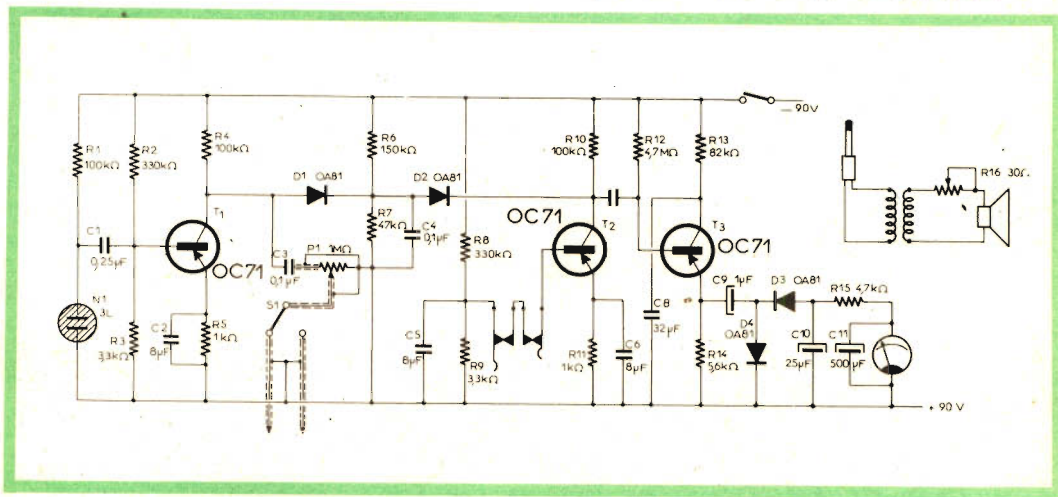 — 90V
R1
100kΩ
R2
330kΩ
R4
100kΩ
R6
150kΩ
R10
100kΩ
R12
4,7MΩ
R13
82kΩ
R16 30Ω
D1 OA81
D2 OA81
T1
OC71
C1
0,25µF
R7
47kΩ
C4
0,1µF
P1 1MΩ
C3
0,1µF
S1
R8
330kΩ
OC71
T2
T3
OC71
N1
3L
R3
3,3kΩ
C2
8µF
R5
1kΩ
C5
8µF
R9
3,3kΩ
R11
1kΩ
C6
8µF
C8
32µF
C9 1µF
D3 OA81
R15 4,7kΩ
D4
OA81
R14
5,6kΩ
C10
25µF
C11
500µF
+ 90 V